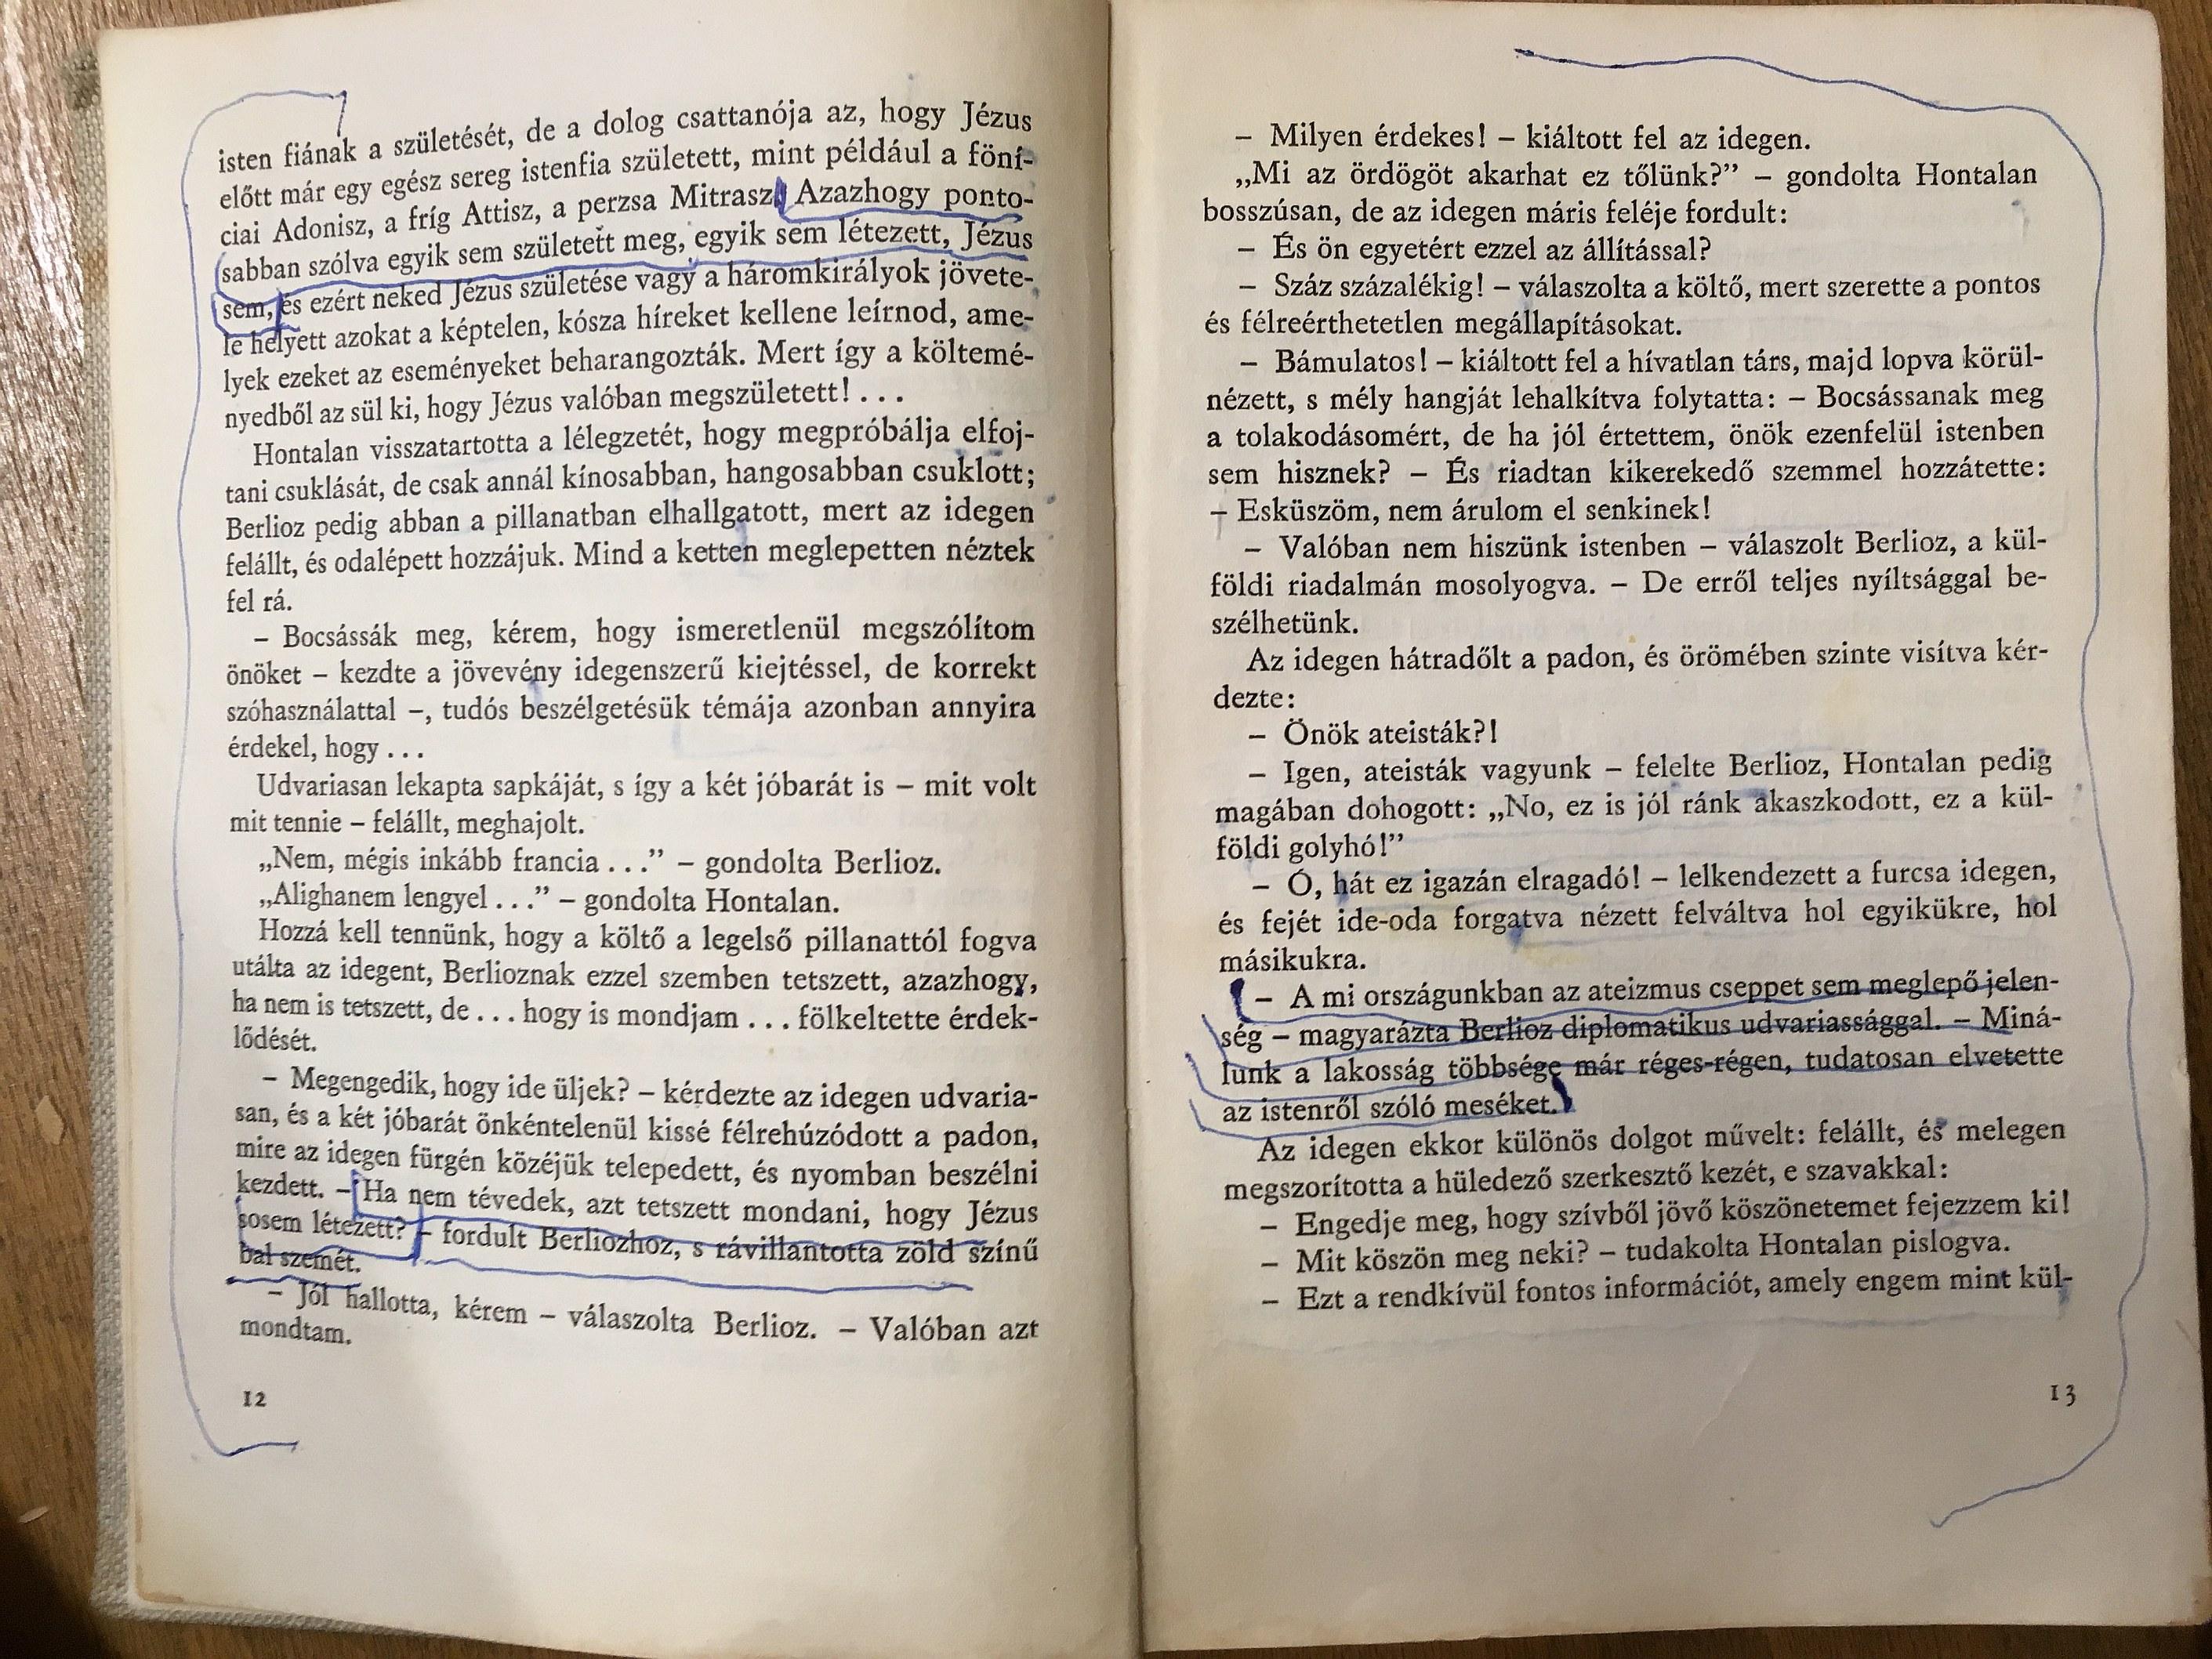 isten fiának a születését, de a dolog csattanója az, hogy Jézus
előtt már egy egész sereg istenfia született, mint például a föní-
ciai Adonisz, a fríg Attisz, a perzsa Mitrasz. Azazhogy ponto-
sabban szólva egyik sem született meg, egyik sem létezett, Jézus
sem, és ezért neked Jézus születése vagy a háromkirályok jövete-
le helyett azokat a képtelen, kósza híreket kellene leírnod, ame-
lyek ezeket az eseményeket beharangozták. Mert így a költemé-
nyedből az sül ki, hogy Jézus valóban megszületett! . . .
Hontalan visszatartotta a lélegzetét, hogy megpróbálja elfoj-
tani csuklását, de csak annál kínosabban, hangosabban csuklott;
Berlioz pedig abban a pillanatban elhallgatott, mert az idegen
felállt, és odalépett hozzájuk. Mind a ketten meglepetten néztek
fel rá.
– Bocsássák meg, kérem, hogy ismeretlenül megszólítom
önöket – kezdte a jövevény idegenszerű kiejtéssel, de korrekt
szóhasználattal –, tudós beszélgetésük témája azonban annyira
érdekel, hogy . . .
Udvariasan lekapta sapkáját, s így a két jóbarát is – mit volt
mit tennie – felállt, meghajolt.
„Nem, mégis inkább francia . . .” – gondolta Berlioz.
„Alighanem lengyel . . .” – gondolta Hontalan.
Hozzá kell tennünk, hogy a költő a legelső pillanattól fogva
utálta az idegent, Berlioznak ezzel szemben tetszett, azazhogy,
ha nem is tetszett, de . . . hogy is mondjam . . . fölkeltette érdek-
lődését.
– Megengedik, hogy ide üljek? – kérdezte az idegen udvaria-
san, és a két jóbarát önkéntelenül kissé félrehúzódott a padon,
mire az idegen fürgén közéjük telepedett, és nyomban beszélni
kezdett. – Ha nem tévedek, azt tetszett mondani, hogy Jézus
sosem létezett? – fordult Berliozhoz, s rávillantotta zöld színű
bal szemét.
– Jól hallotta, kérem – válaszolta Berlioz. – Valóban azt
mondtam.
12
– Milyen érdekes! – kiáltott fel az idegen.
„Mi az ördögöt akarhat ez tőlünk?” – gondolta Hontalan
bosszúsan, de az idegen máris feléje fordult:
– És ön egyetért ezzel az állítással?
– Száz százalékig! – válaszolta a költő, mert szerette a pontos
és félreérthetetlen megállapításokat.
– Bámulatos! – kiáltott fel a hívatlan társ, majd lopva körül-
nézett, s mély hangját lehalkítva folytatta: – Bocsássanak meg
a tolakodásomért, de ha jól értettem, önök ezenfelül istenben
sem hisznek? – És riadtan kikerekedő szemmel hozzátette:
– Esküszöm, nem árulom el senkinek!
– Valóban nem hiszünk istenben – válaszolt Berlioz, a kül-
földi riadalmán mosolyogva. – De erről teljes nyíltsággal be-
szélhetünk.
Az idegen hátradőlt a padon, és örömében szinte visítva kér-
dezte:
– Önök ateisták?!
– Igen, ateisták vagyunk – felelte Berlioz, Hontalan pedig
magában dohogott: „No, ez is jól ránk akaszkodott, ez a kül-
földi golyhó!”
– Ó, hát ez igazán elragadó! – lelkendezett a furcsa idegen,
és fejét ide-oda forgatva nézett felváltva hol egyikükre, hol
másikukra.
– A mi országunkban az ateizmus cseppet sem meglepő jelen-
ség – magyarázta Berlioz diplomatikus udvariassággal. – Miná-
lunk a lakosság többsége már réges-régen, tudatosan elvetette
az istenről szóló meséket.
Az idegen ekkor különös dolgot művelt: felállt, és melegen
megszorította a hüledező szerkesztő kezét, e szavakkal:
– Engedje meg, hogy szívből jövő köszönetemet fejezzem ki!
– Mit köszön meg neki? – tudakolta Hontalan pislogva.
– Ezt a rendkívül fontos információt, amely engem mint kül-
13